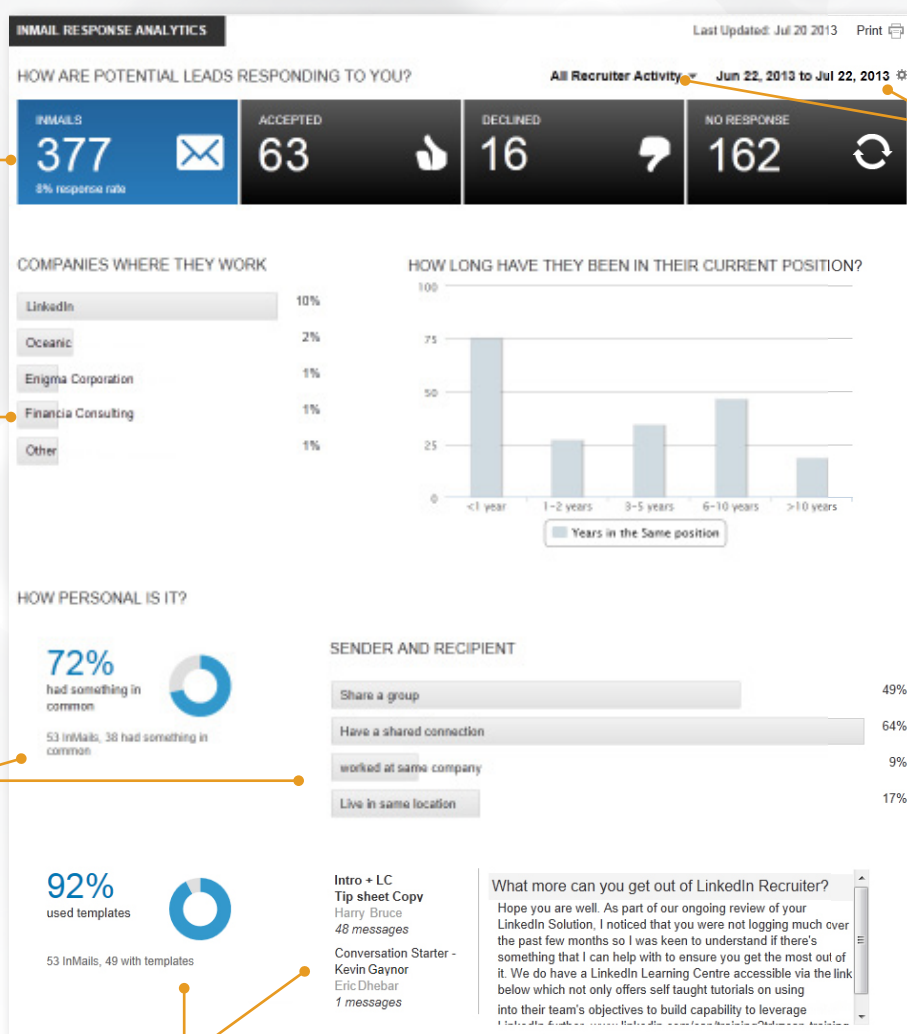 INMAIL RESPONSE ANALYTICS
Last Updated: Jul 20 2013 Print
HOW ARE POTENTIAL LEADS RESPONDING TO YOU?
All Recruiter Activity
Jun 22, 2013 to Jul 22, 2013
INMAILS
377
8% response rate
ACCEPTED
63
DECLINED
16
NO RESPONSE
162
COMPANIES WHERE THEY WORK
LinkedIn 10%
Oceanic 2%
Enigma Corporation 1%
Financia Consulting 1%
Other 1%
HOW LONG HAVE THEY BEEN IN THEIR CURRENT POSITION?
100
75
50
25
0
<1 year 1-2 years 3-5 years 6-10 years >10 years
Years in the Same position
HOW PERSONAL IS IT?
72%
had something in
common
53 InMails, 38 had something in
common
SENDER AND RECIPIENT
Share a group 49%
Have a shared connection 64%
worked at same company 9%
Live in same location 17%
92%
used templates
53 InMails, 49 with templates
Intro + LC
Tip sheet Copy
Harry Bruce
48 messages
Conversation Starter -
Kevin Gaynor
Eric Dhebar
1 messages
What more can you get out of LinkedIn Recruiter?
Hope you are well. As part of our ongoing review of your
LinkedIn Solution, I noticed that you were not logging much over
the past few months so I was keen to understand if there's
something that I can help with to ensure you get the most out of
it. We do have a LinkedIn Learning Centre accessible via the link
below which not only offers self taught tutorials on using
into their team's objectives to build capability to leverage